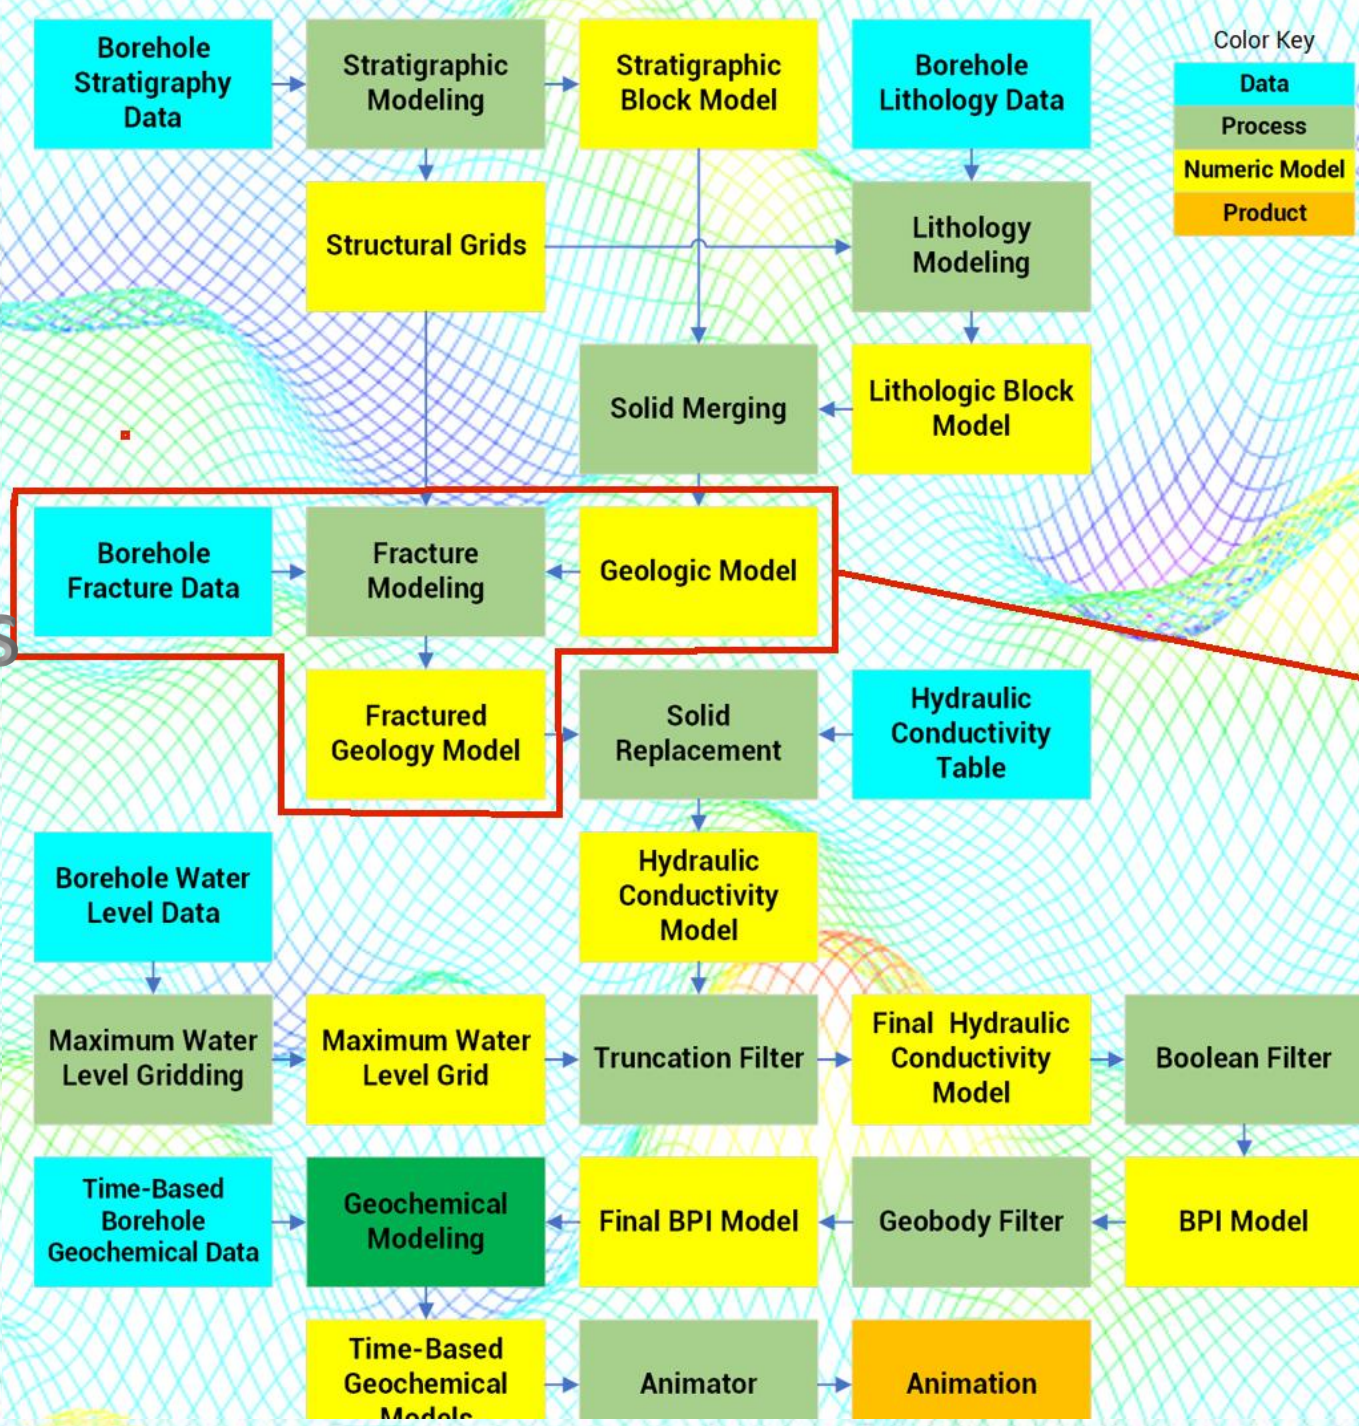 Borehole
Stratigraphy
Data
Stratigraphic
Modeling
Stratigraphic
Block Model
Borehole
Lithology Data
Color Key
Data
Process
Numeric Model
Product
Structural Grids
Lithology
Modeling
Solid Merging
Lithologic Block
Model
Borehole
Fracture Data
Fracture
Modeling
Geologic Model
S
Fractured
Geology Model
Solid
Replacement
Hydraulic
Conductivity
Table
Borehole Water
Level Data
Hydraulic
Conductivity
Model
Maximum Water
Level Gridding
Maximum Water
Level Grid
Truncation Filter
Final Hydraulic
Conductivity
Model
Boolean Filter
Time-Based
Borehole
Geochemical Data
Geochemical
Modeling
Final BPI Model
Geobody Filter
BPI Model
Time-Based
Geochemical
Models
Animator
Animation